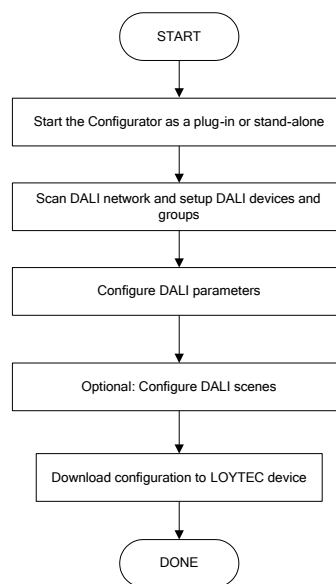 START
Start the Configurator as a plug-in or stand-alone
Scan DALI network and setup DALI devices and
groups
Configure DALI parameters
Optional: Configure DALI scenes
Download configuration to LOYTEC device
DONE